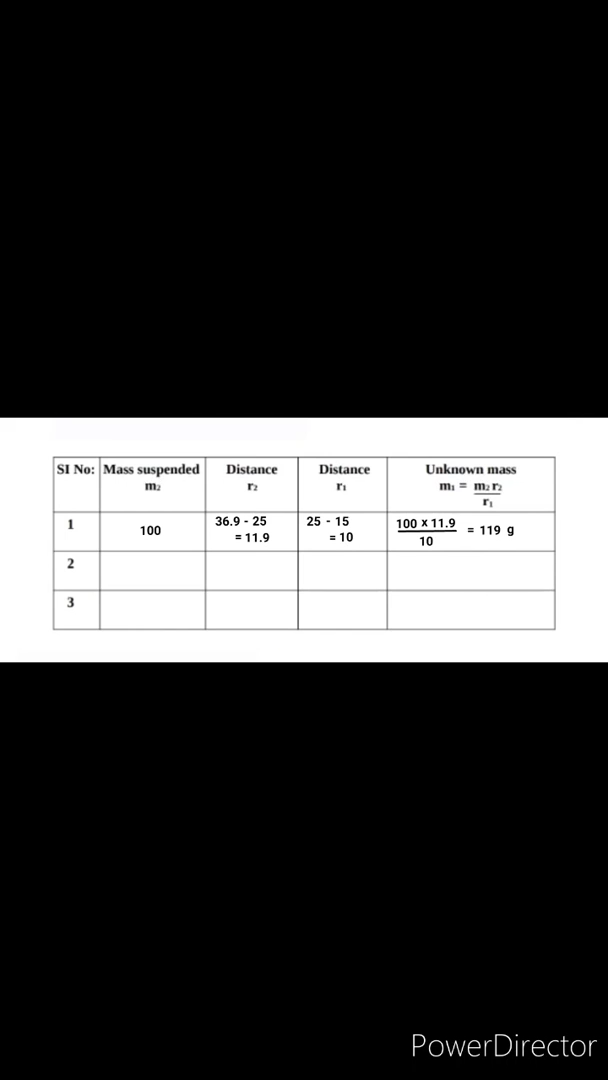 SI No: Mass suspended Distance Distance Unknown mass
m₂ r₂ r₁ m₁ = m₂ r₂
r₁
1 100 36.9 - 25 25 - 15 100 x 11.9
= 11.9 = 10 10 = 119 g
2
3
PowerDirector